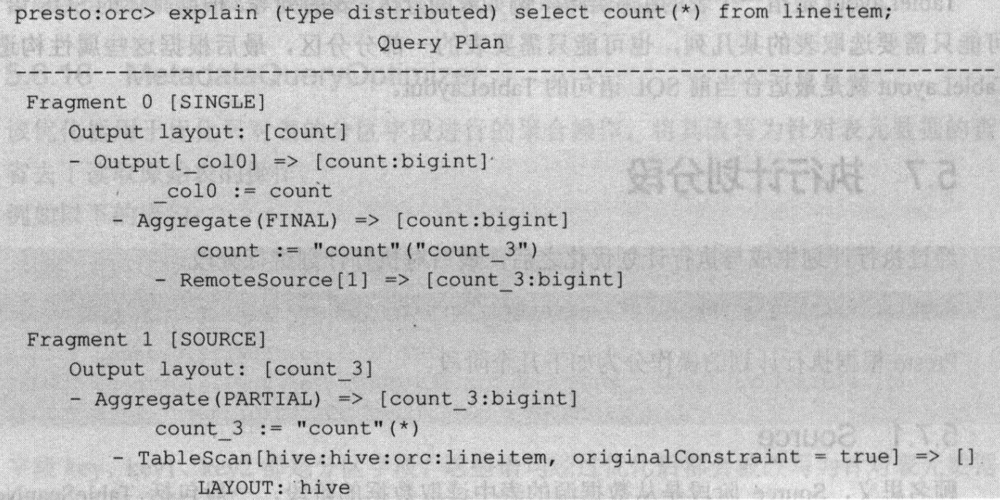 presto:orc> explain (type distributed) select count(*) from lineitem;
Query Plan
--------------------------------------------------------------------------------
Fragment 0 [SINGLE]
Output layout: [count]
- Output[_col0] => [count:bigint]
_col0 := count
- Aggregate(FINAL) => [count:bigint]
count := "count"("count_3")
- RemoteSource[1] => [count_3:bigint]
Fragment 1 [SOURCE]
Output layout: [count_3]
- Aggregate(PARTIAL) => [count_3:bigint]
count_3 := "count"(*)
- TableScan[hive:hive:orc:lineitem, originalConstraint = true] => []
LAYOUT: hive